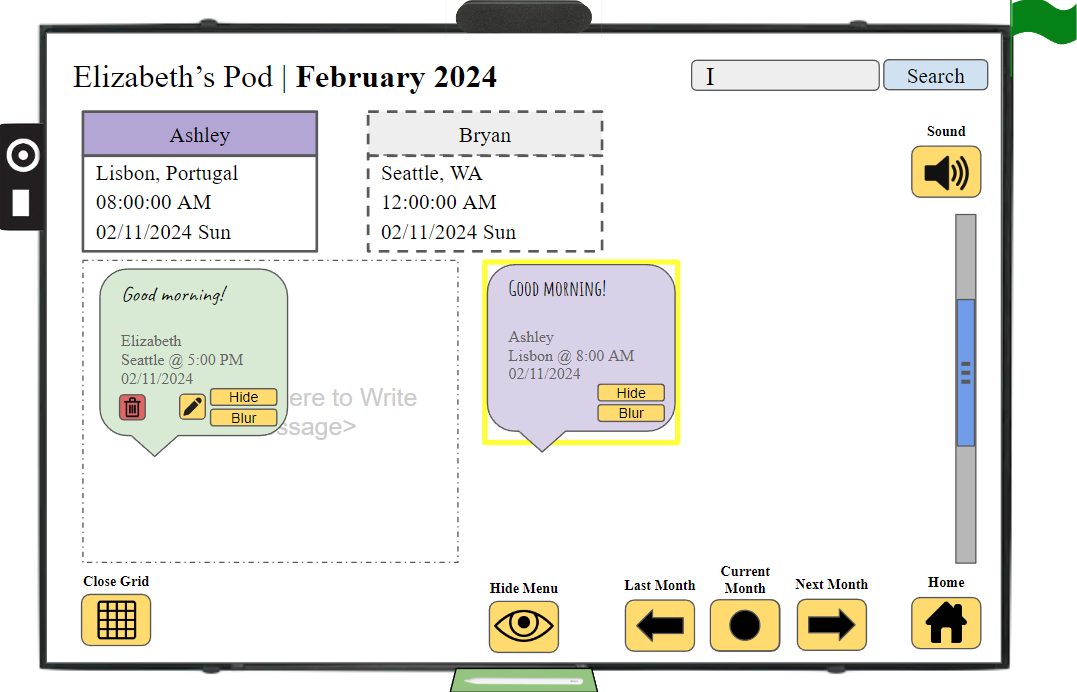 Elizabeth's Pod | February 2024
I
Search
Ashley
Lisbon, Portugal
08:00:00 AM
02/11/2024 Sun
Bryan
Seattle, WA
12:00:00 AM
02/11/2024 Sun
Sound
Good morning!
Elizabeth
Seattle @ 5:00 PM
02/11/2024
Hide
Blur
ere to Write
ssage>
Good morning!
Ashley
Lisbon @ 8:00 AM
02/11/2024
Hide
Blur
Close Grid
Hide Menu
Last Month
Current
Month
Next Month
Home